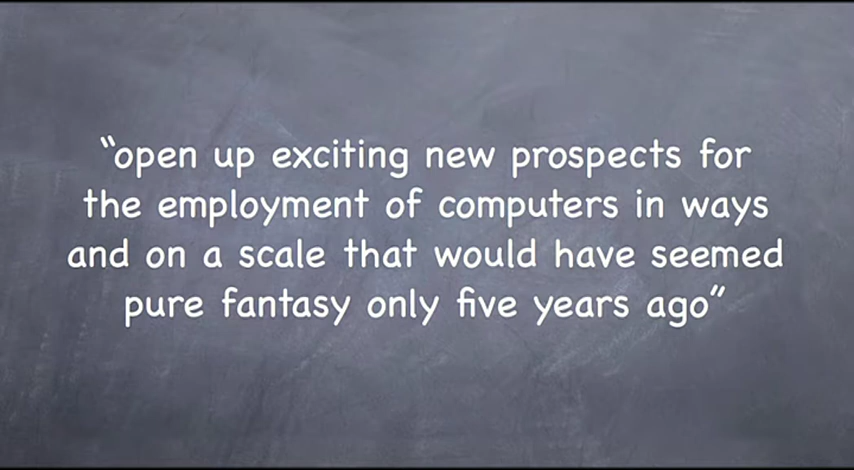 “open up exciting new prospects for
the employment of computers in ways
and on a scale that would have seemed
pure fantasy only five years ago”